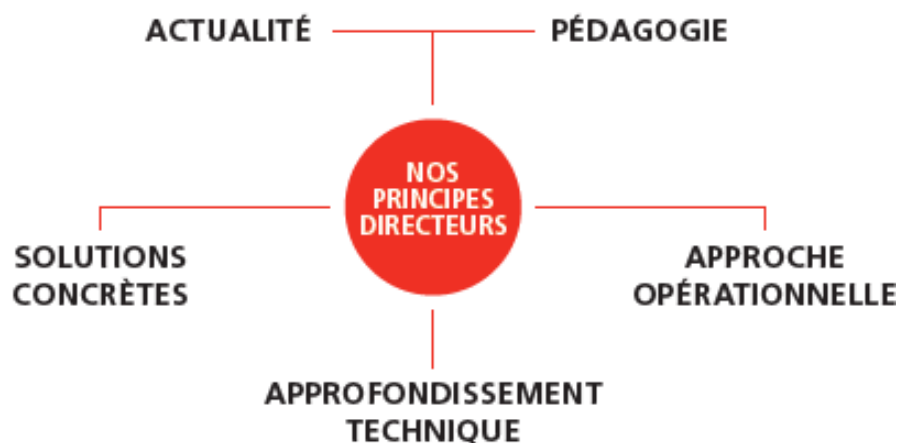 ACTUALITÉ
PÉDAGOGIE
NOS
PRINCIPES
DIRECTEURS
SOLUTIONS
CONCRÈTES
APPROCHE
OPÉRATIONNELLE
APPROFONDISSEMENT
TECHNIQUE